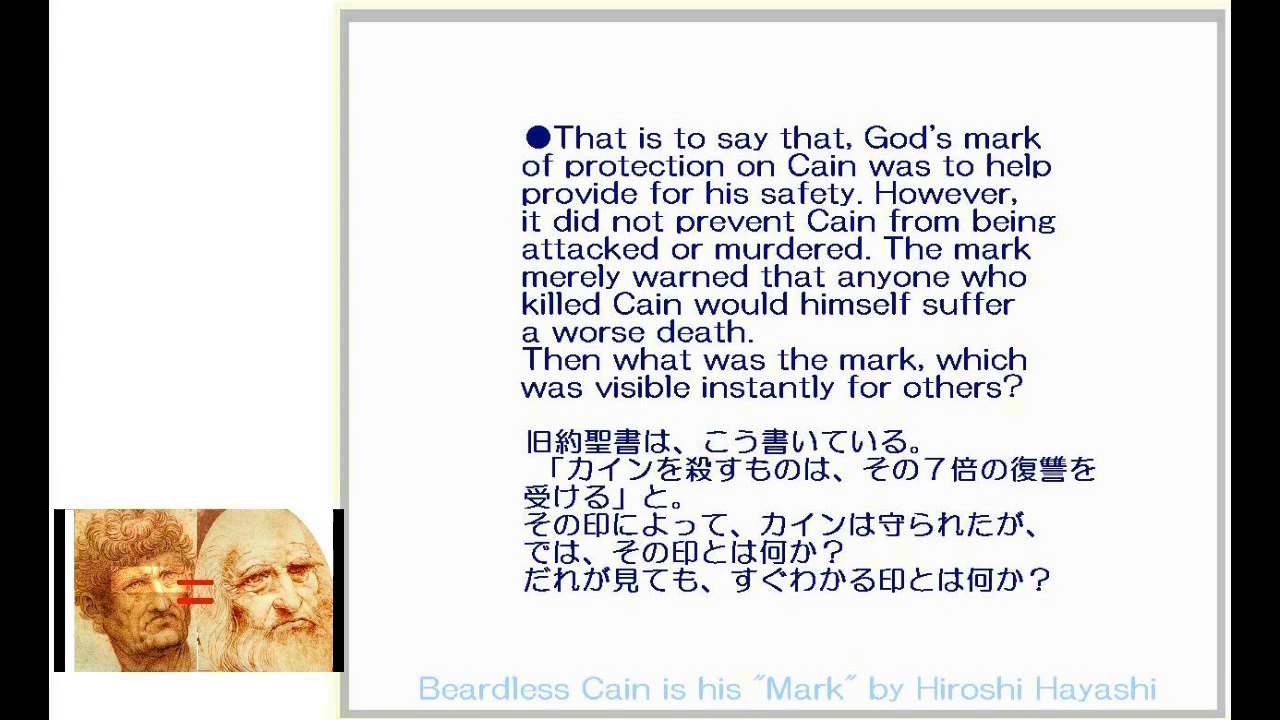 ●That is to say that, God's mark
of protection on Cain was to help
provide for his safety. However,
it did not prevent Cain from being
attacked or murdered. The mark
merely warned that anyone who
killed Cain would himself suffer
a worse death.
Then what was the mark, which
was visible instantly for others?
旧約聖書は、こう書いている。
「カインを殺すものは、その７倍の復讐を
受ける」と。
その印によって、カインは守られたが、
では、その印とは何か？
だれが見ても、すぐわかる印とは何か？
Beardless Cain is his "Mark" by Hiroshi Hayashi